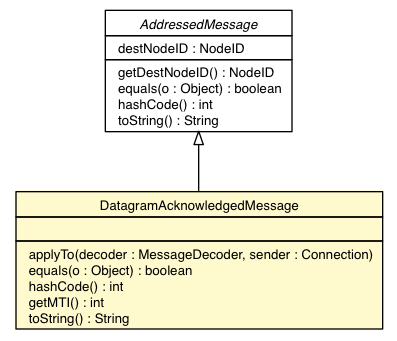 AddressedMessage
destNodeID : NodeID
getDestNodeID() : NodeID
equals(o : Object) : boolean
hashCode() : int
toString() : String
DatagramAcknowledgedMessage
applyTo(decoder : MessageDecoder, sender : Connection)
equals(o : Object) : boolean
hashCode() : int
getMTI() : int
toString() : String